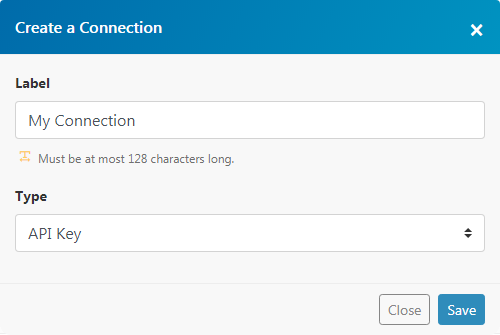 Create a Connection ×
Label
My Connection
Must be at most 128 characters long.
Type
API Key
Close Save